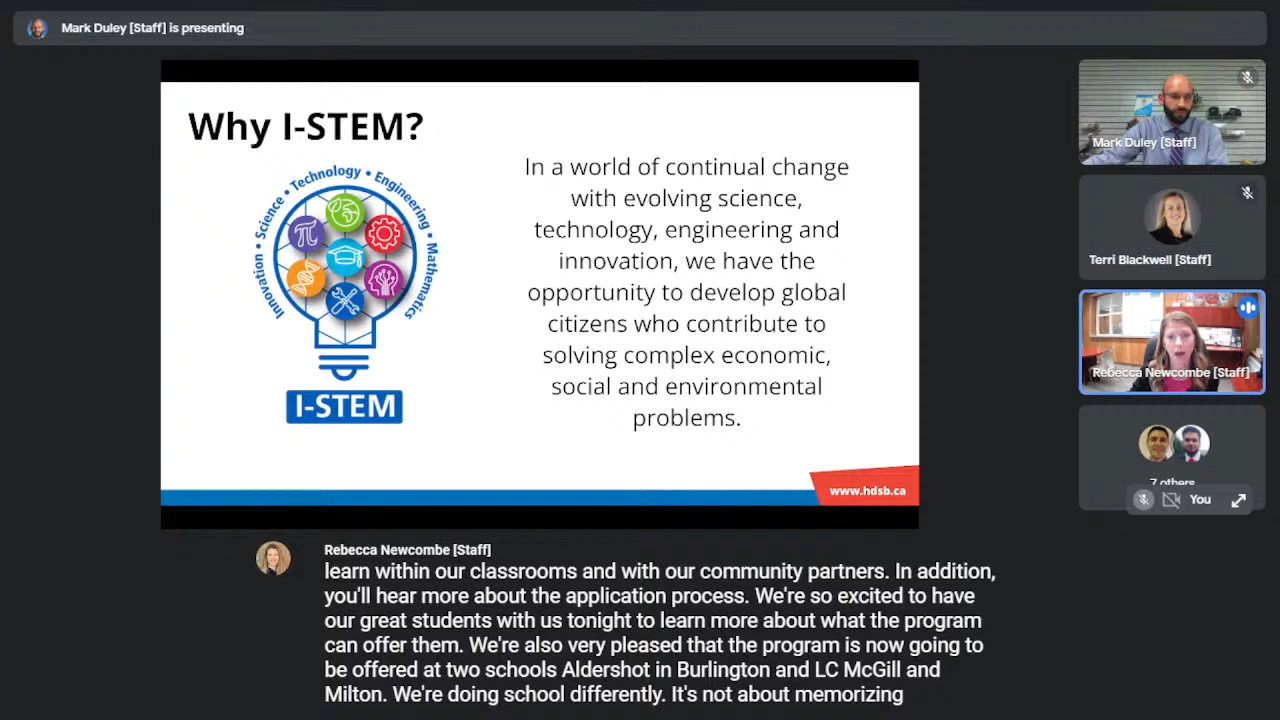 Mark Duley [Staff] is presenting
Why I-STEM?
Innovation • Science • Technology • Engineering • Mathematics
I-STEM
In a world of continual change
with evolving science,
technology, engineering and
innovation, we have the
opportunity to develop global
citizens who contribute to
solving complex economic,
social and environmental
problems.
www.hdsb.ca
Mark Duley [Staff]
Terri Blackwell [Staff]
Rebecca Newcombe [Staff]
7 others
You
Rebecca Newcombe [Staff]
learn within our classrooms and with our community partners. In addition,
you'll hear more about the application process. We're so excited to have
our great students with us tonight to learn more about what the program
can offer them. We're also very pleased that the program is now going to
be offered at two schools Aldershot in Burlington and LC McGill and
Milton. We're doing school differently. It's not about memorizing